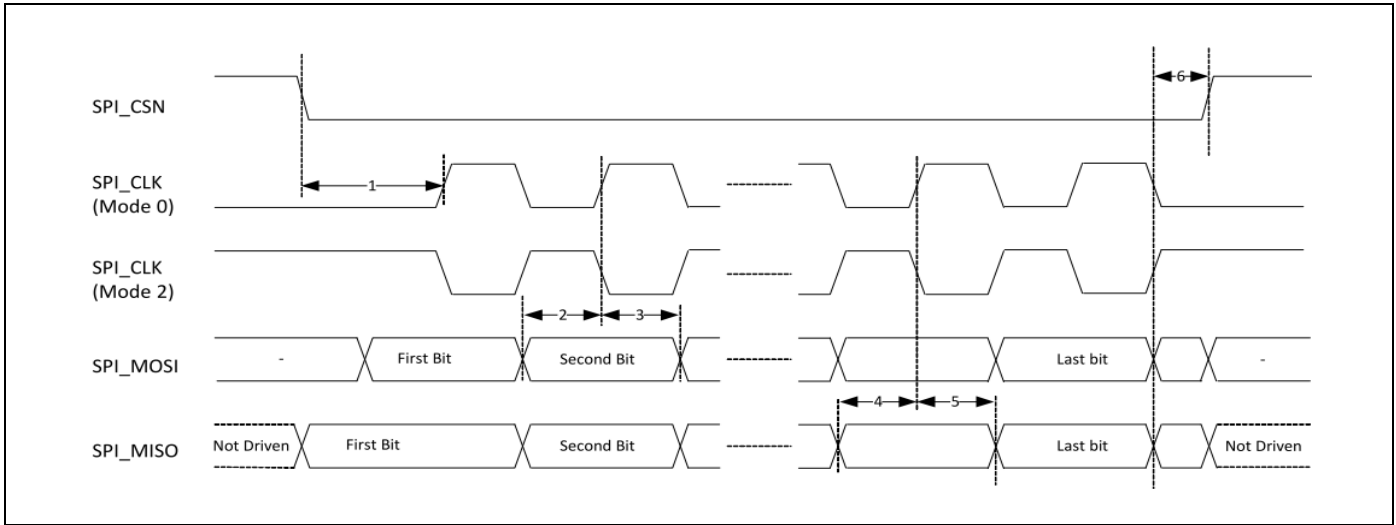 6
SPI_CSN
SPI_CLK
(Mode 0)
1
SPI_CLK
(Mode 2)
2 3
SPI_MOSI - First Bit Second Bit Last bit -
4 5
SPI_MISO Not Driven First Bit Second Bit Last bit Not Driven